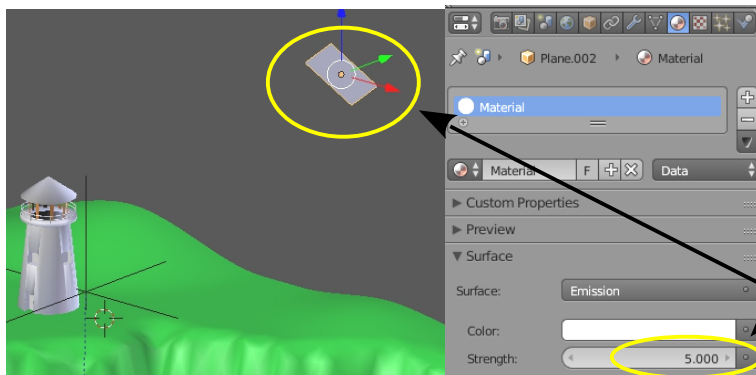 Plane.002 Material
Material
Material F Data
Custom Properties
Preview
Surface
Surface: Emission
Color:
Strength: 5.000